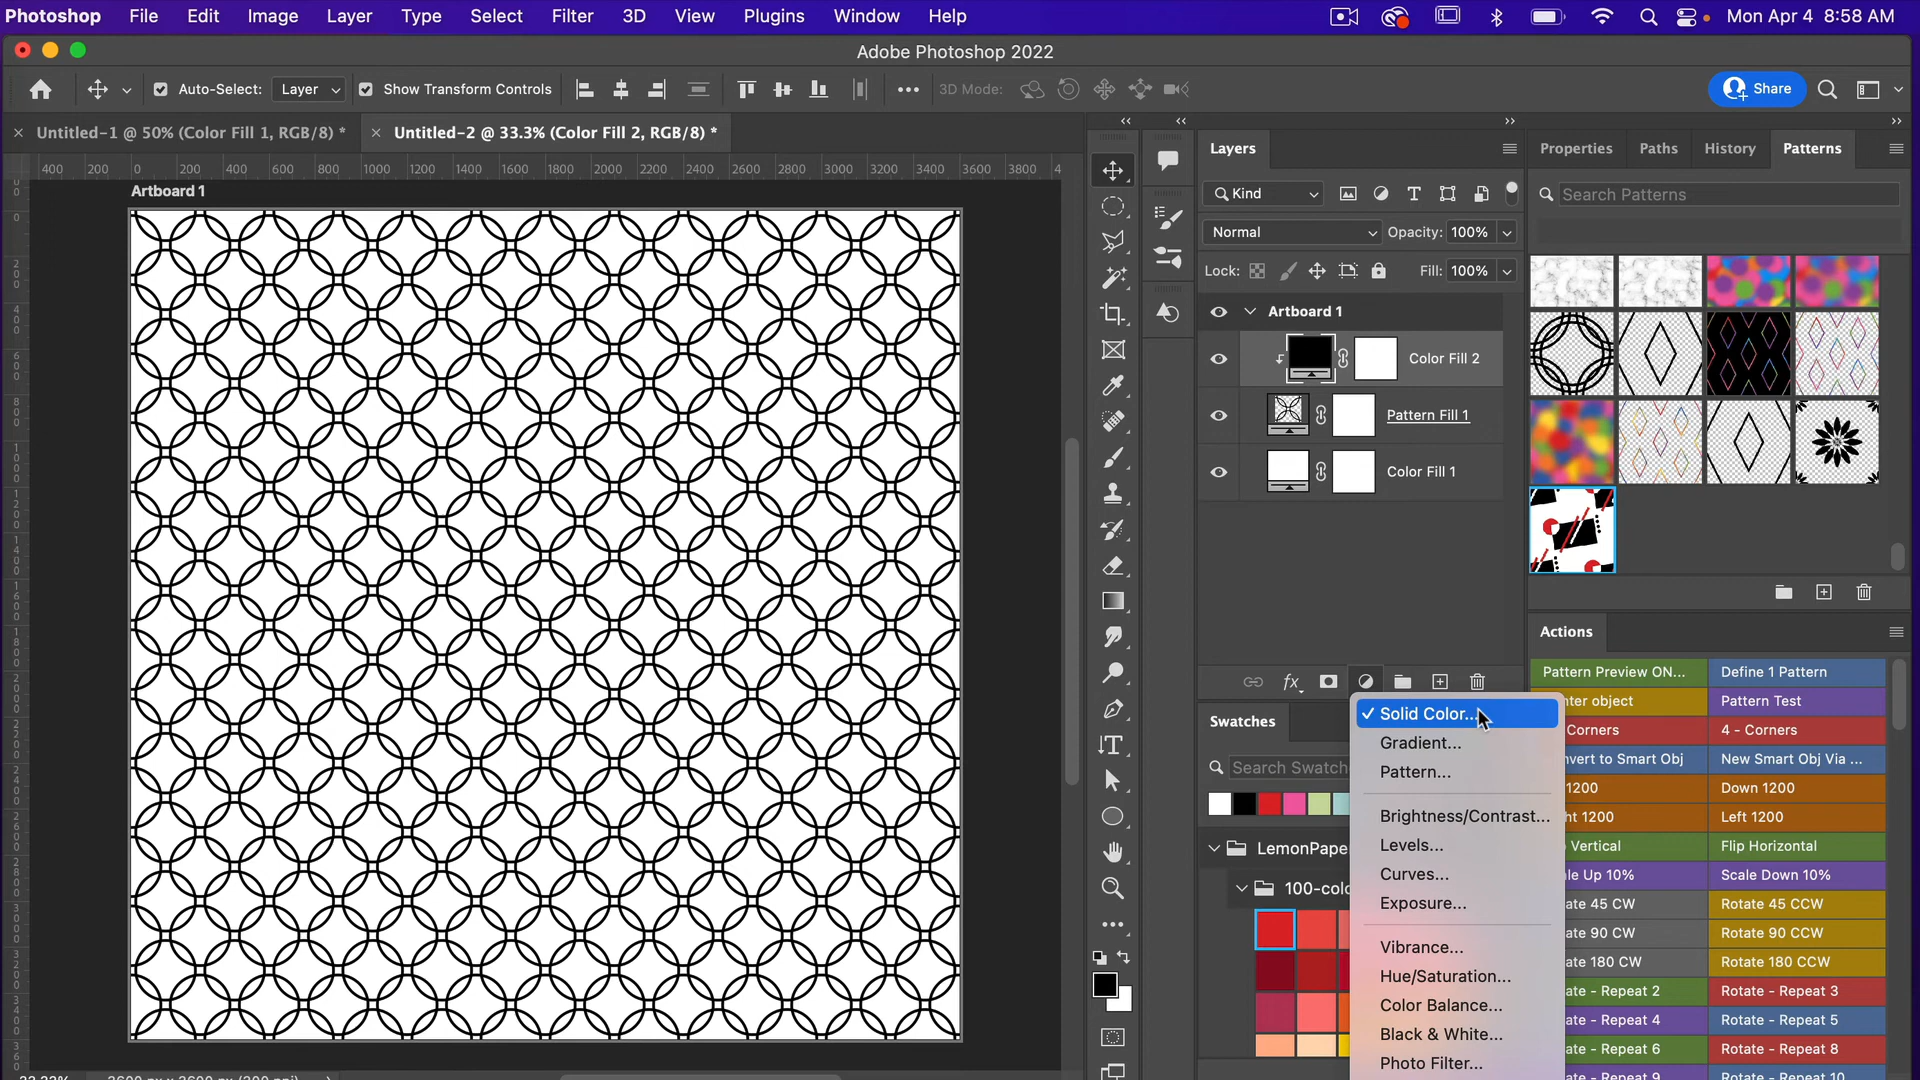 Photoshop File Edit Image Layer Type Select Filter 3D View Plugins Window Help Mon Apr 4 8:58 AM
Adobe Photoshop 2022
Auto-Select: Layer Show Transform Controls 3D Mode: Share
Untitled-1 @ 50% (Color Fill 1, RGB/8) * Untitled-2 @ 33.3% (Color Fill 2, RGB/8) *
400 200 0 200 400 600 800 1000 1200 1400 1600 1800 2000 2200 2400 2600 2800 3000 3200 3400 3600 3800 4
Artboard 1
Layers
Kind
Normal Opacity: 100%
Lock: Fill: 100%
Artboard 1
Color Fill 2
Pattern Fill 1
Color Fill 1
Properties Paths History Patterns
Search Patterns
Swatches
Search Swatch
LemonPape
100-colo
Solid Color...
Gradient...
Pattern...
Brightness/Contrast...
Levels...
Curves...
Exposure...
Vibrance...
Hue/Saturation...
Color Balance...
Black & White...
Photo Filter...
Actions
Pattern Preview ON... Define 1 Pattern
nter object Pattern Test
Corners 4 - Corners
nvert to Smart Obj New Smart Obj Via ...
1200 Down 1200
ht 1200 Left 1200
Vertical Flip Horizontal
le Up 10% Scale Down 10%
ate 45 CW Rotate 45 CCW
ate 90 CW Rotate 90 CCW
ate 180 CW Rotate 180 CCW
ate - Repeat 2 Rotate - Repeat 3
ate - Repeat 4 Rotate - Repeat 5
ate - Repeat 6 Rotate - Repeat 8
ate - Repeat 9 Rotate - Repeat 10